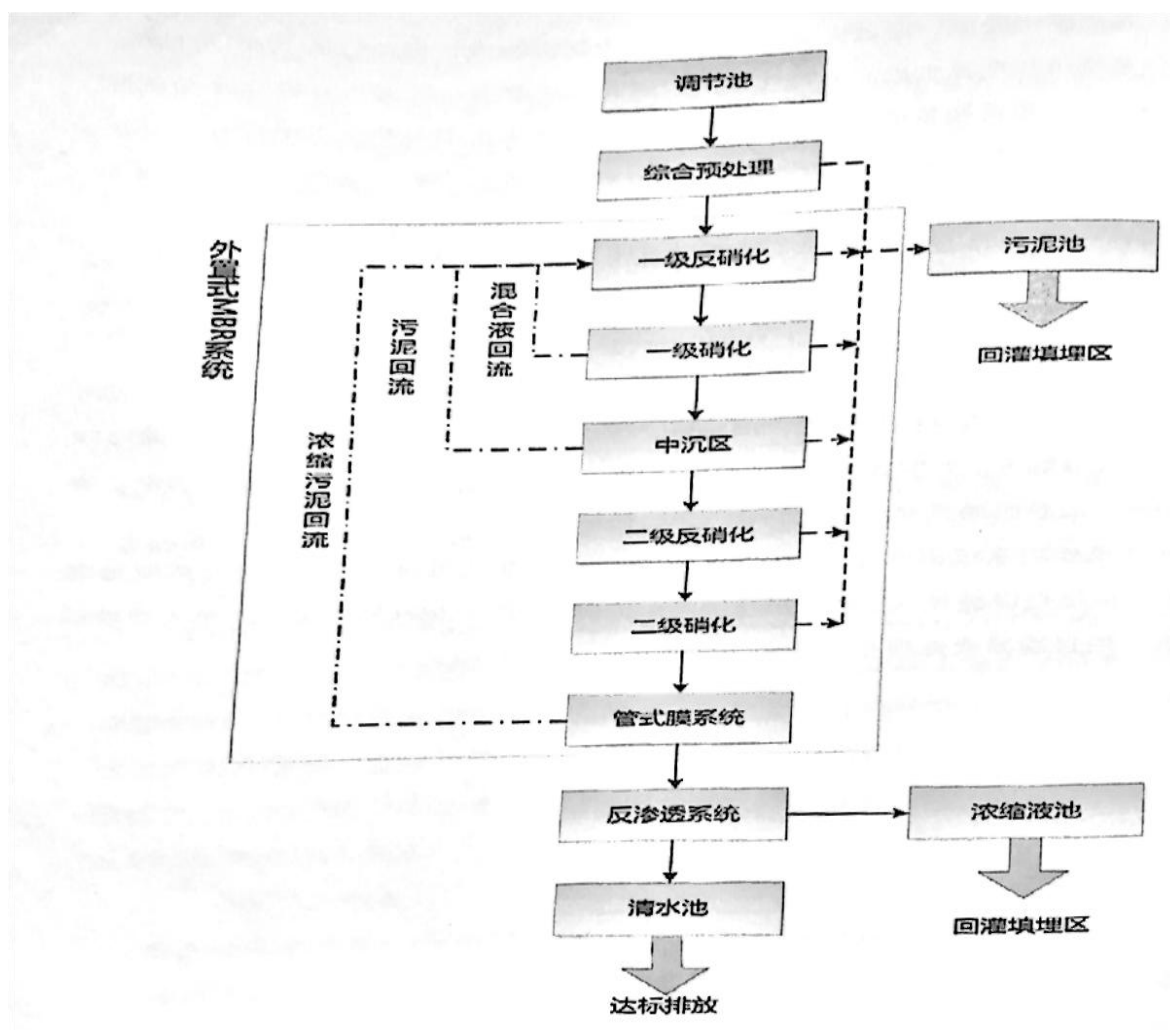 调节池
综合预处理
外置式MBR系统
一级反硝化
污泥池
混合液回流
污泥回流
一级硝化
回灌填埋区
浓缩污泥回流
中沉区
二级反硝化
二级硝化
管式膜系统
反渗透系统
浓缩液池
清水池
回灌填埋区
达标排放